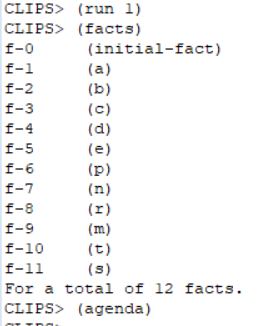 CLIPS> (run 1)
CLIPS> (facts)
f-0 (initial-fact)
f-1 (a)
f-2 (b)
f-3 (c)
f-4 (d)
f-5 (e)
f-6 (p)
f-7 (n)
f-8 (r)
f-9 (m)
f-10 (t)
f-11 (s)
For a total of 12 facts.
CLIPS> (agenda)
CLIPS>